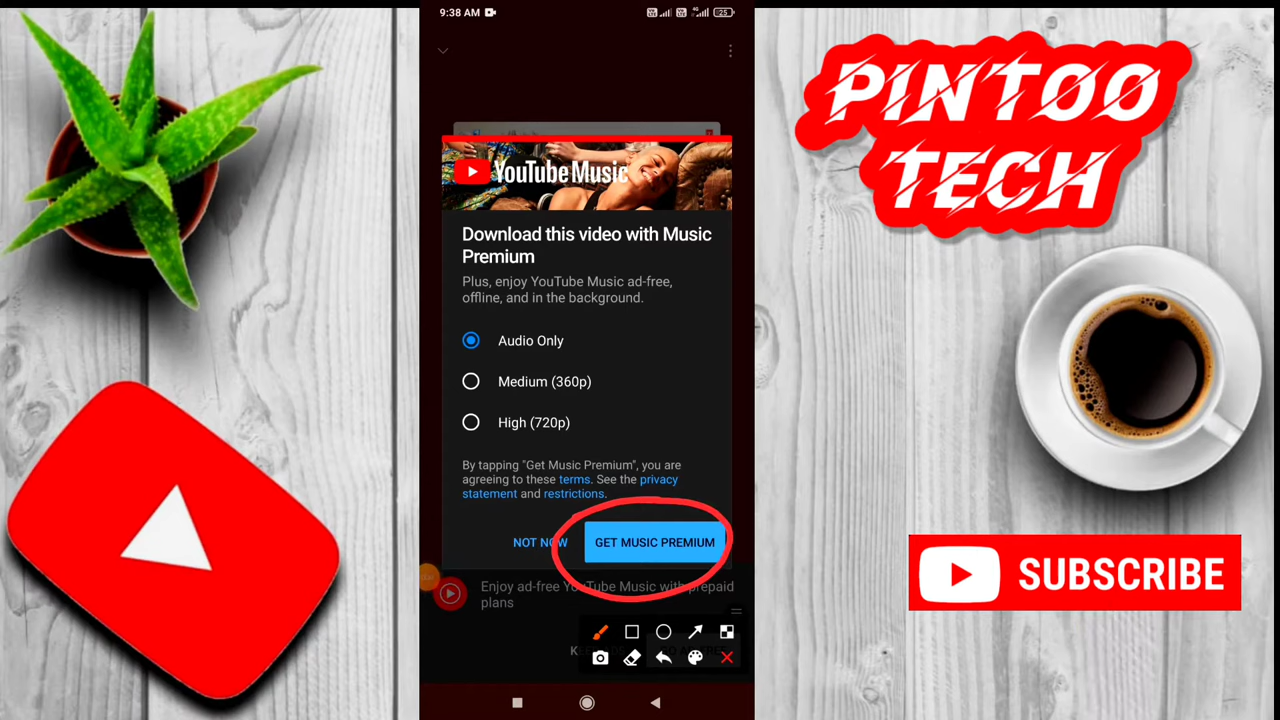 9:38 AM
4G
25
PINTOO
TECH
YouTube Music
Download this video with Music
Premium
Plus, enjoy YouTube Music ad-free,
offline, and in the background.
Audio Only
Medium (360p)
High (720p)
By tapping "Get Music Premium", you are
agreeing to these terms. See the privacy
statement and restrictions.
NOT NOW
GET MUSIC PREMIUM
Enjoy ad-free YouTube Music with prepaid
plans
SUBSCRIBE